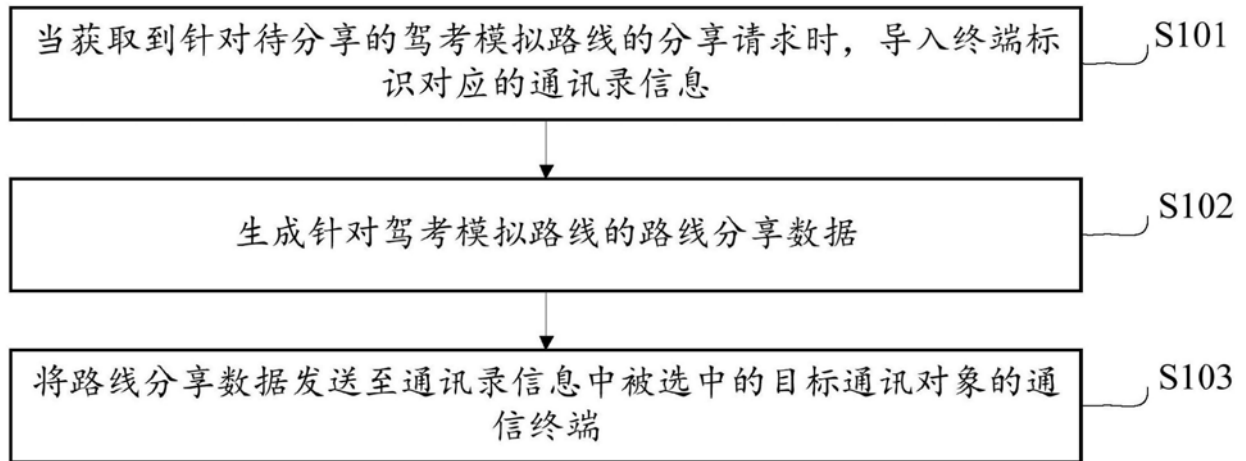 当获取到针对待分享的驾考模拟路线的分享请求时，导入终端标
识对应的通讯录信息
S101
生成针对驾考模拟路线的路线分享数据
S102
将路线分享数据发送至通讯录信息中被选中的目标通讯对象的通
信终端
S103